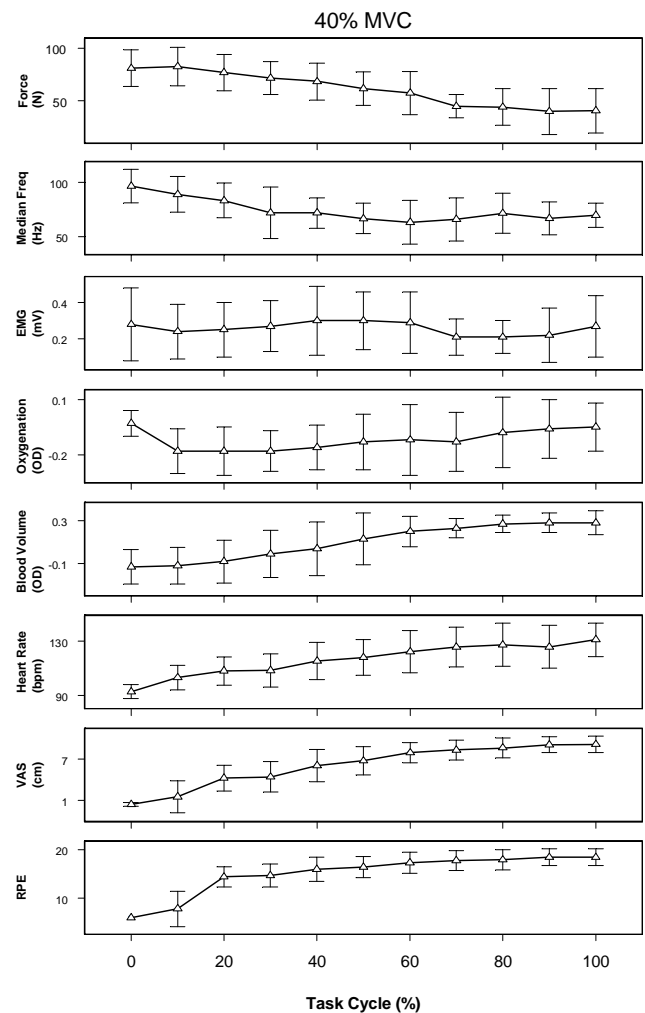 40% MVC
Force
(N)
100
50
Median Freq
(Hz)
100
50
EMG
(mV)
0.4
0.2
Oxygenation
(OD)
0.1
-0.2
Blood Volume
(OD)
0.3
-0.1
Heart Rate
(bpm)
130
90
VAS
(cm)
7
1
RPE
20
10
0 20 40 60 80 100
Task Cycle (%)